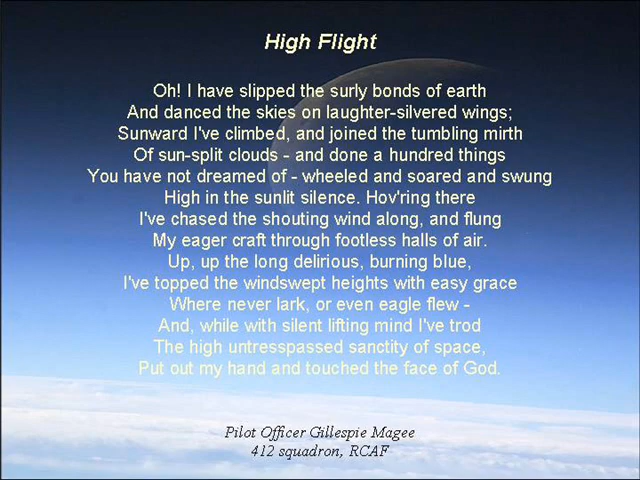 High Flight
Oh! I have slipped the surly bonds of earth
And danced the skies on laughter-silvered wings;
Sunward I've climbed, and joined the tumbling mirth
Of sun-split clouds - and done a hundred things
You have not dreamed of - wheeled and soared and swung
High in the sunlit silence. Hov'ring there
I've chased the shouting wind along, and flung
My eager craft through footless halls of air.
Up, up the long delirious, burning blue,
I've topped the windswept heights with easy grace
Where never lark, or even eagle flew -
And, while with silent lifting mind I've trod
The high untresspassed sanctity of space,
Put out my hand and touched the face of God.
Pilot Officer Gillespie Magee
412 squadron, RCAF